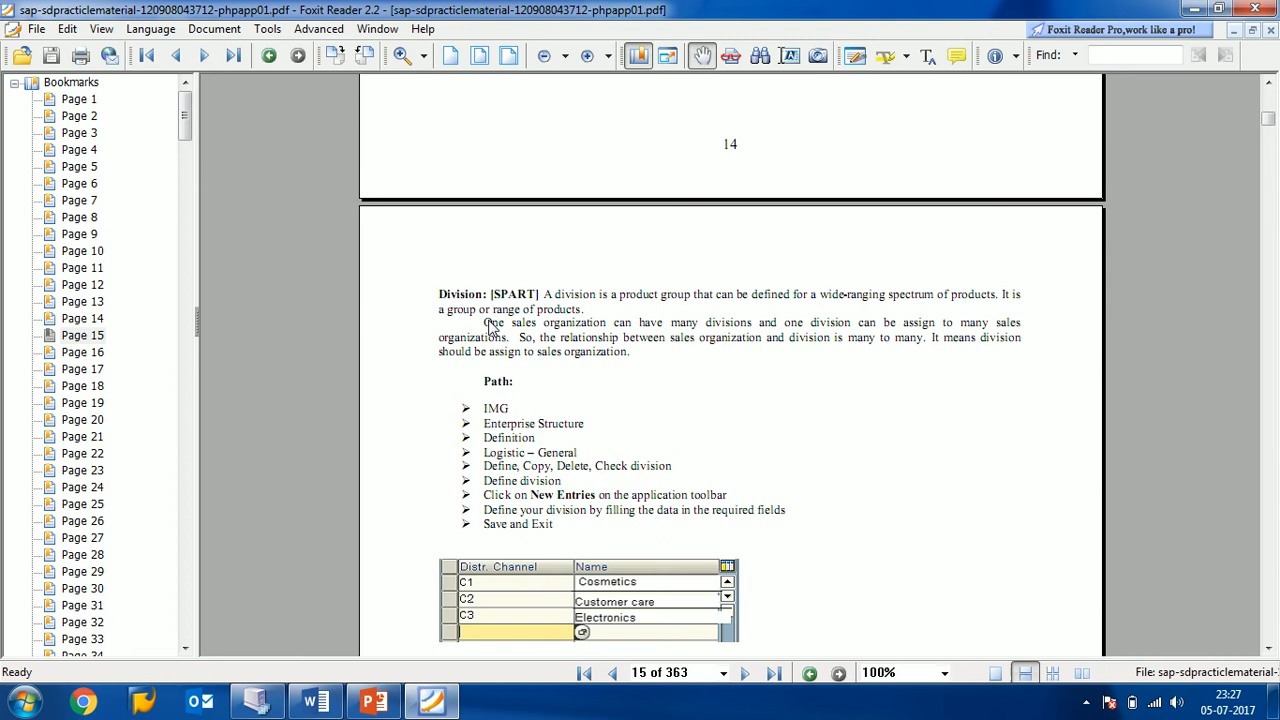 sap-sdpracticlematerial-120908043712-phpapp01.pdf - Foxit Reader 2.2 - [sap-sdpracticlematerial-120908043712-phpapp01.pdf]
File Edit View Language Document Tools Advanced Window Help
Foxit Reader Pro,work like a pro!
Find:
Bookmarks
Page 1
Page 2
Page 3
Page 4
Page 5
Page 6
Page 7
Page 8
Page 9
Page 10
Page 11
Page 12
Page 13
Page 14
Page 15
Page 16
Page 17
Page 18
Page 19
Page 20
Page 21
Page 22
Page 23
Page 24
Page 25
Page 26
Page 27
Page 28
Page 29
Page 30
Page 31
Page 32
Page 33
Page 34
14
Division: [SPART] A division is a product group that can be defined for a wide-ranging spectrum of products. It is
a group or range of products.
One sales organization can have many divisions and one division can be assign to many sales
organizations. So, the relationship between sales organization and division is many to many. It means division
should be assign to sales organization.
Path:
IMG
Enterprise Structure
Definition
Logistic – General
Define, Copy, Delete, Check division
Define division
Click on New Entries on the application toolbar
Define your division by filling the data in the required fields
Save and Exit
Distr. Channel Name
C1 Cosmetics
C2 Customer care
C3 Electronics
Ready
15 of 363
100%
File: sap-sdpracticlematerial-
23:27
05-07-2017